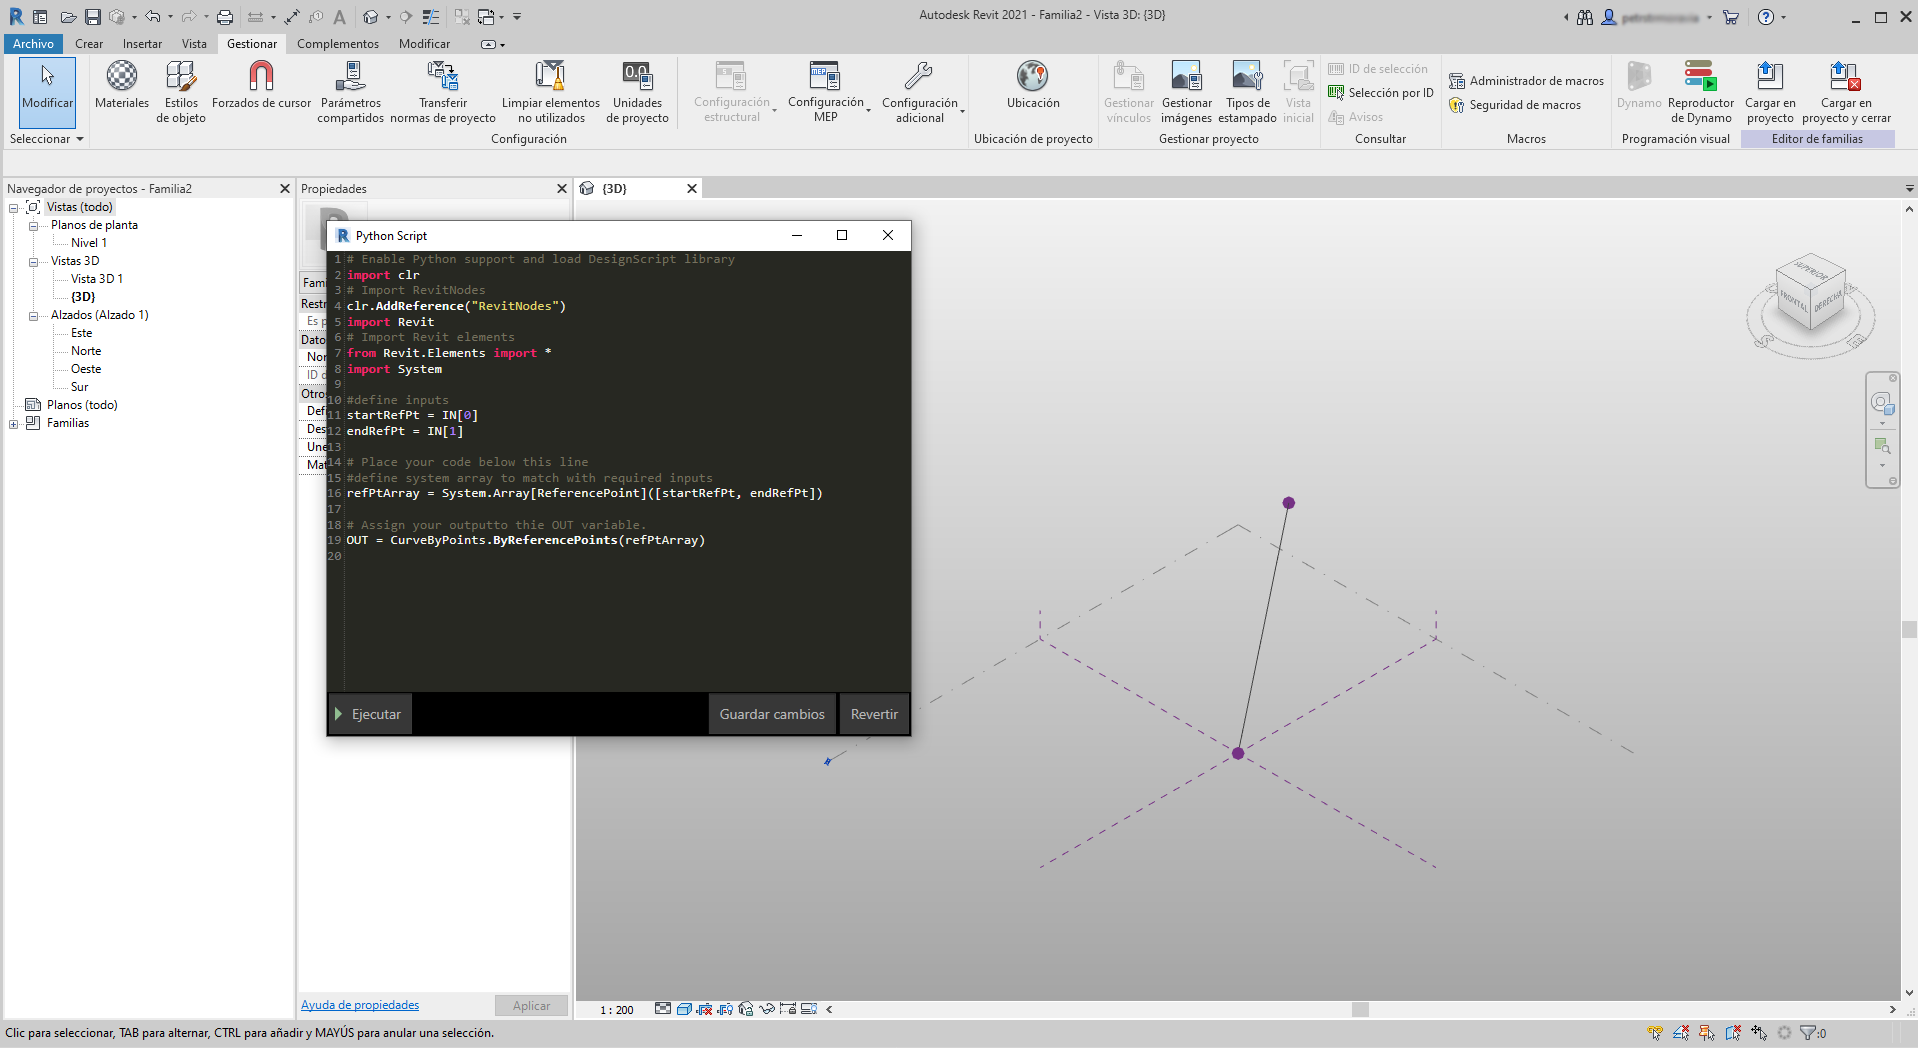 Autodesk Revit 2021 - Familia2 - Vista 3D: {3D}
Archivo Crear Insertar Vista Gestionar Complementos Modificar
Modificar
Seleccionar
Materiales
Estilos
de objeto
Forzados de cursor
Parámetros
compartidos
Transferir
normas de proyecto
Limpiar elementos
no utilizados
Unidades
de proyecto
Configuración
estructural
Configuración
MEP
Configuración
adicional
Configuración
Ubicación
Ubicación de proyecto
Gestionar
vínculos
Gestionar
imágenes
Tipos de
estampado
Vista
inicial
Gestionar proyecto
ID de selección
Selección por ID
Avisos
Consultar
Administrador de macros
Seguridad de macros
Macros
Dynamo
Reproductor
de Dynamo
Programación visual
Cargar en
proyecto
Cargar en
proyecto y cerrar
Editor de familias
Navegador de proyectos - Familia2
Vistas (todo)
Planos de planta
Nivel 1
Vistas 3D
Vista 3D 1
{3D}
Alzados (Alzado 1)
Este
Norte
Oeste
Sur
Planos (todo)
Familias
Propiedades
Fami
Restr
Es p
Dato
Nor
ID d
Otro
Def
Des
Une
Mat
Ayuda de propiedades
Aplicar
{3D}
Python Script
1 # Enable Python support and load DesignScript library
2 import clr
3 # Import RevitNodes
4 clr.AddReference("RevitNodes")
5 import Revit
6 # Import Revit elements
7 from Revit.Elements import *
8 import System
9
10 #define inputs
11 startRefPt = IN[0]
12 endRefPt = IN[1]
13
14 # Place your code below this line
15 #define system array to match with required inputs
16 refPtArray = System.Array[ReferencePoint]([startRefPt, endRefPt])
17
18 # Assign your outputto thie OUT variable.
19 OUT = CurveByPoints.ByReferencePoints(refPtArray)
20
Ejecutar
Guardar cambios
Revertir
SUPERIOR
FRONTAL
DERECHA
S
E
1 : 200
Clic para seleccionar, TAB para alternar, CTRL para añadir y MAYÚS para anular una selección.
:0